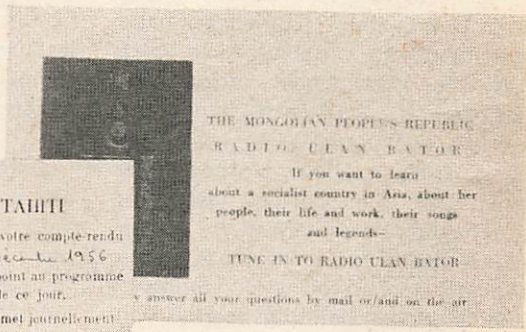 THE MONGOLIAN PEOPLE'S REPUBLIC
RADIO ULAN BATOR
If you want to learn
about a socialist country in Asia, about her
people, their life and work, their songs
and legends—
TUNE IN TO RADIO ULAN BATOR
y answer all your questions by mail or/and on the air
TAHITI
votre compte-rendu
décembre 1956
point au programme
de ce jour.
met journellement